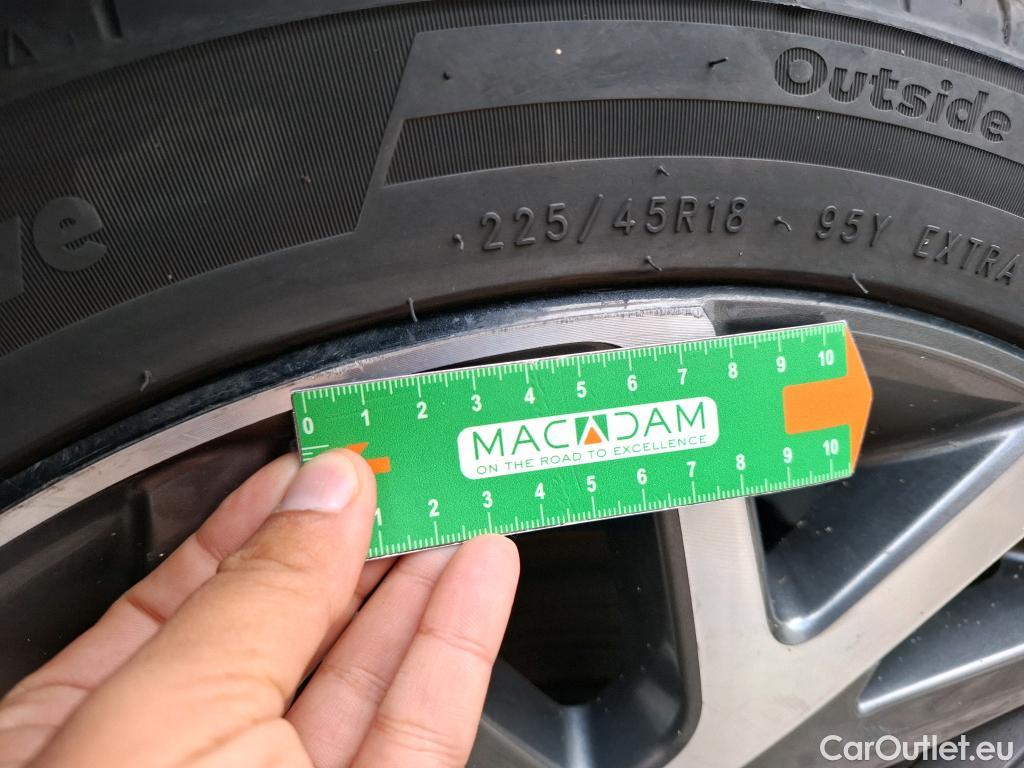 Outside
ve
225/45R18 95Y EXTRA
0 1 2 3 4 5 6 7 8 9 10
MACADAM
ON THE ROAD TO EXCELLENCE
1 2 3 4 5 6 7 8 9 10
CarOutlet.eu